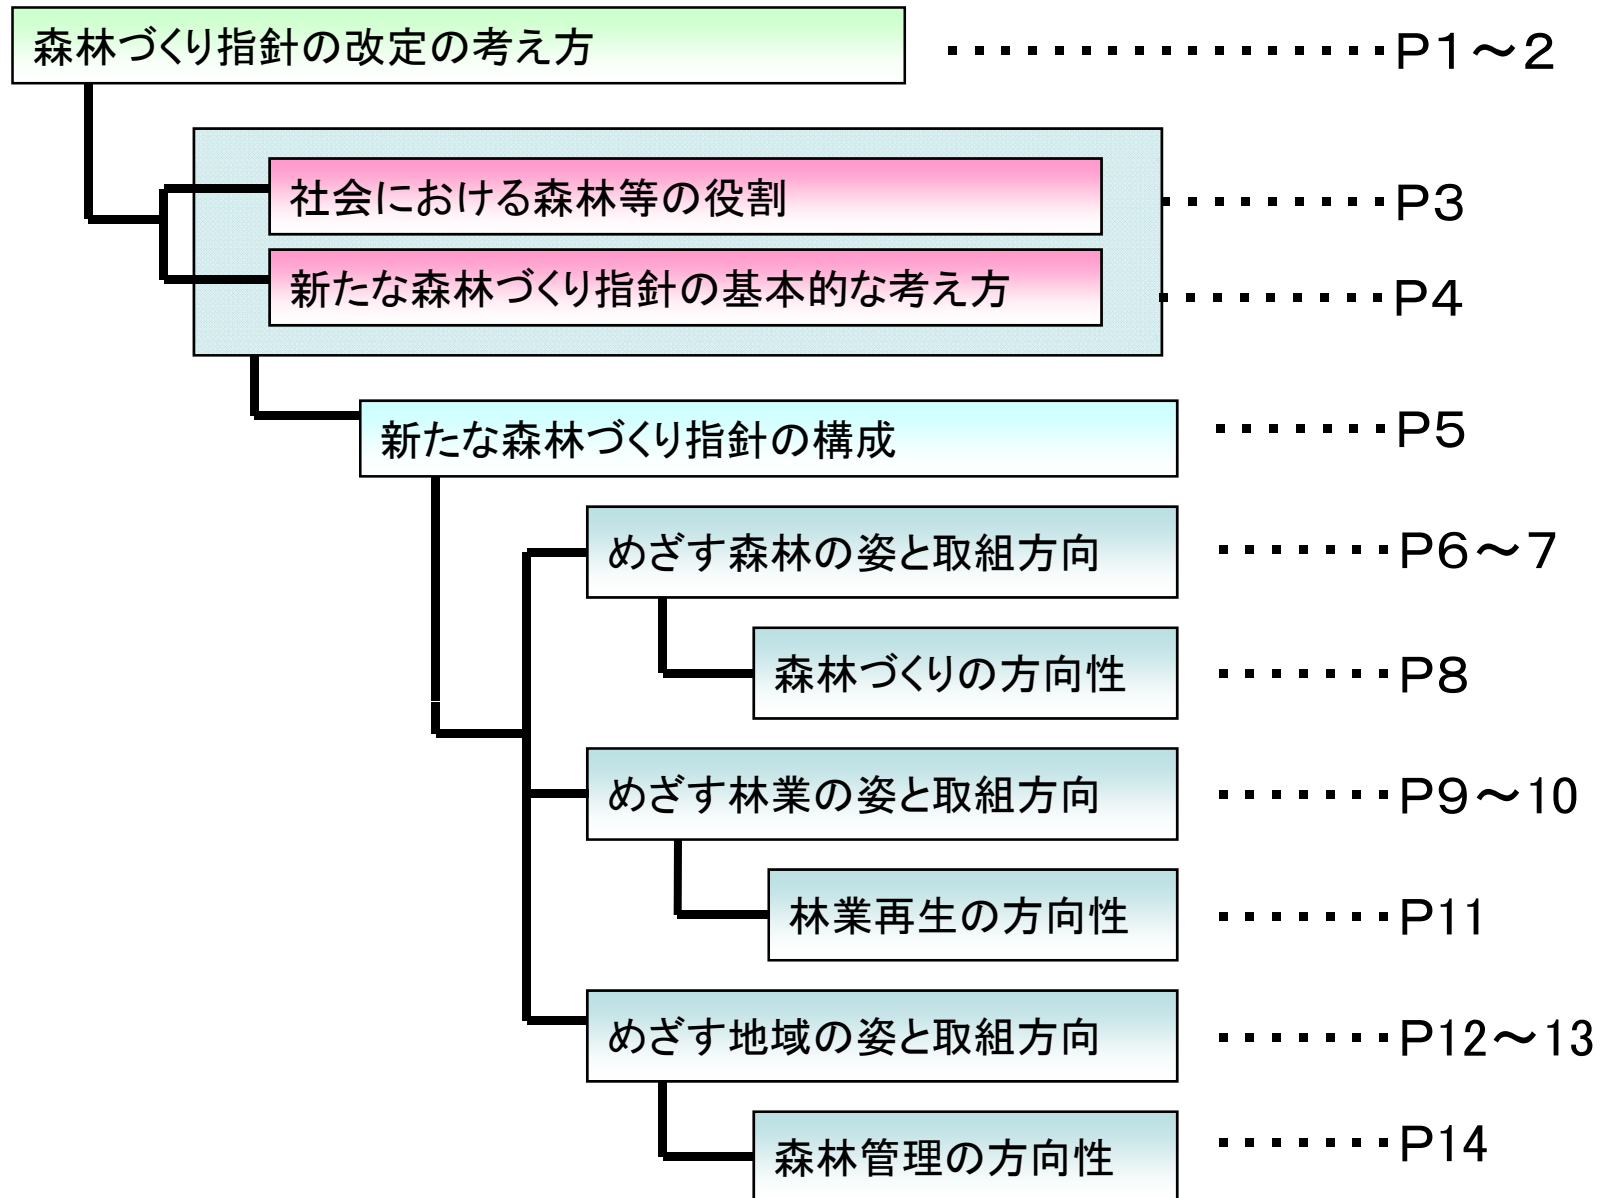 森林づくり指針の改定の考え方 ‥‥‥‥‥‥‥‥ P1～2
社会における森林等の役割 ‥‥‥‥‥ P3
新たな森林づくり指針の基本的な考え方 ‥‥‥‥‥ P4
新たな森林づくり指針の構成 ‥‥‥‥ P5
めざす森林の姿と取組方向 ‥‥‥‥ P6～7
森林づくりの方向性 ‥‥‥‥ P8
めざす林業の姿と取組方向 ‥‥‥‥ P9～10
林業再生の方向性 ‥‥‥‥ P11
めざす地域の姿と取組方向 ‥‥‥‥ P12～13
森林管理の方向性 ‥‥‥‥ P14